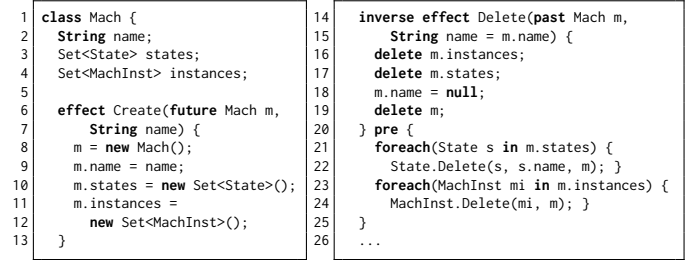 1 class Mach {
2 String name;
3 Set<State> states;
4 Set<MachInst> instances;
5
6 effect Create(future Mach m,
7 String name) {
8 m = new Mach();
9 m.name = name;
10 m.states = new Set<State>();
11 m.instances =
12 new Set<MachInst>();
13 }
14 inverse effect Delete(past Mach m,
15 String name = m.name) {
16 delete m.instances;
17 delete m.states;
18 m.name = null;
19 delete m;
20 } pre {
21 foreach(State s in m.states) {
22 State.Delete(s, s.name, m); }
23 foreach(MachInst mi in m.instances) {
24 MachInst.Delete(mi, m); }
25 }
26 ...